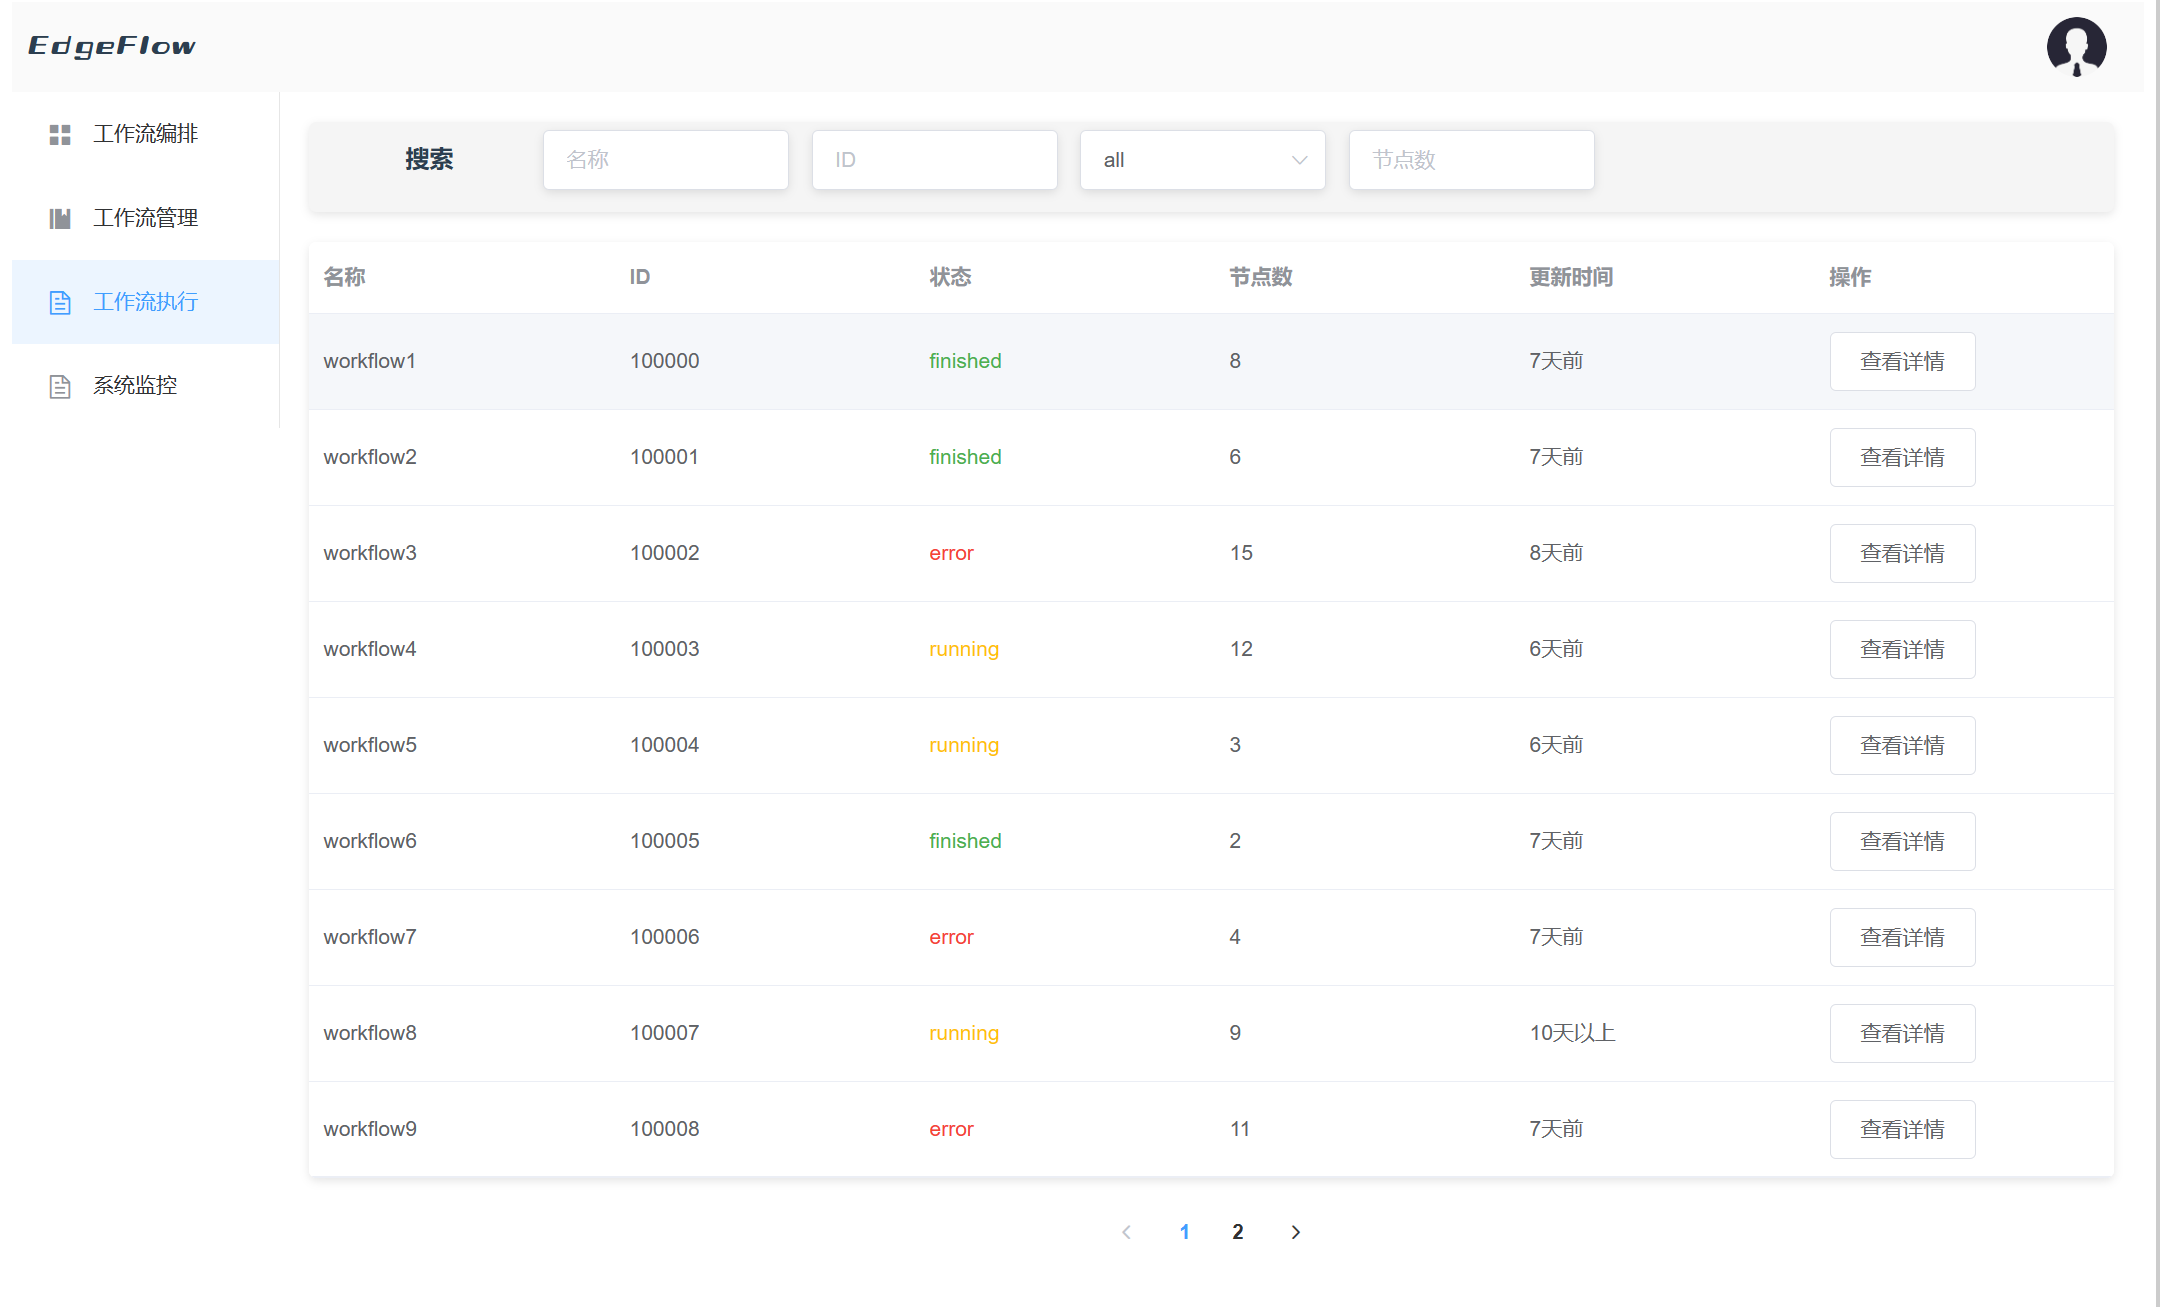 EdgeFlow
工作流编排
工作流管理
工作流执行
系统监控
搜索 名称 ID all 节点数
名称 ID 状态 节点数 更新时间 操作
workflow1 100000 finished 8 7天前 查看详情
workflow2 100001 finished 6 7天前 查看详情
workflow3 100002 error 15 8天前 查看详情
workflow4 100003 running 12 6天前 查看详情
workflow5 100004 running 3 6天前 查看详情
workflow6 100005 finished 2 7天前 查看详情
workflow7 100006 error 4 7天前 查看详情
workflow8 100007 running 9 10天以上 查看详情
workflow9 100008 error 11 7天前 查看详情
1 2